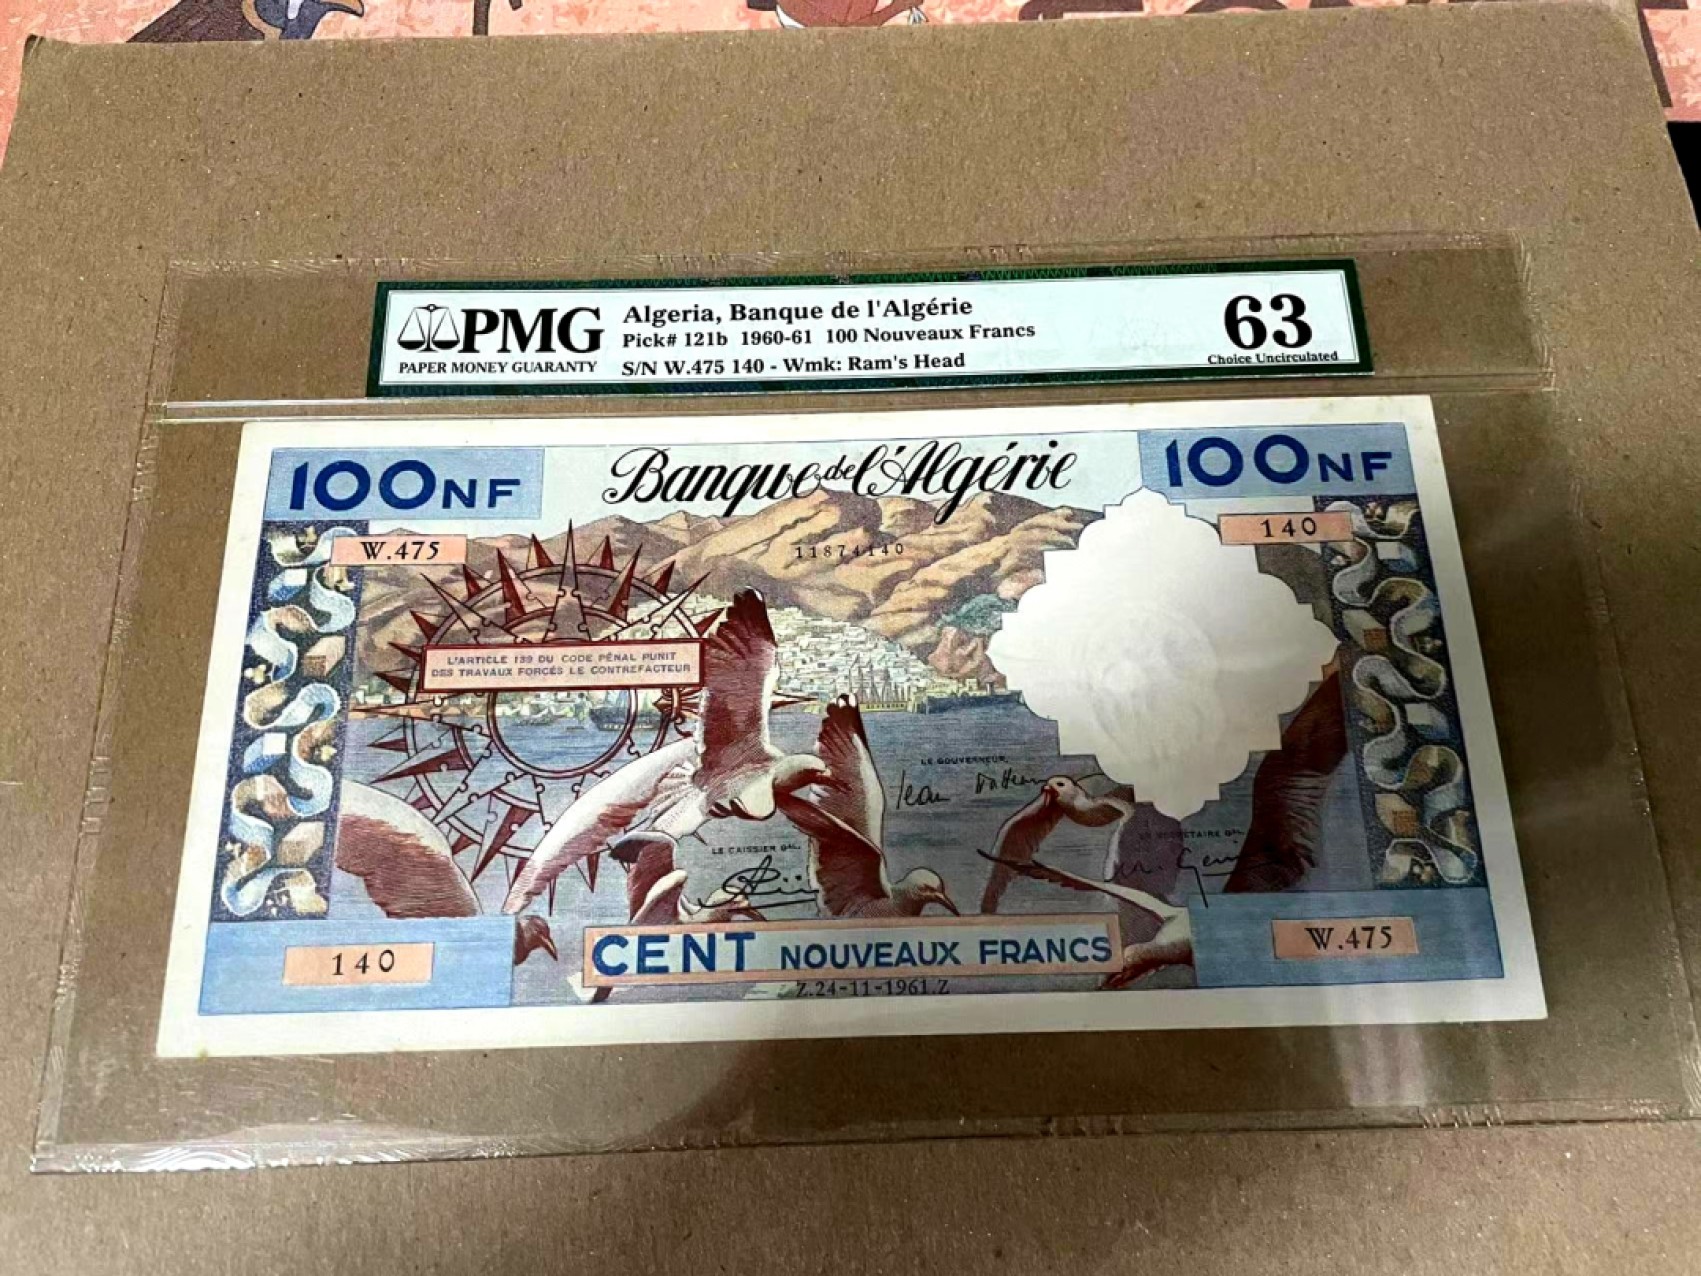 PMG
PAPER MONEY GUARANTY
Algeria, Banque de l'Algérie
Pick# 121b 1960-61 100 Nouveaux Francs
S/N W.475 140 - Wmk: Ram's Head
63
Choice Uncirculated
100NF
Banque de l'Algérie
100NF
W.475
11874140
140
L'ARTICLE 139 DU CODE PÉNAL PUNIT
DES TRAVAUX FORCÉS LE CONTREFACTEUR
LE GOUVERNEUR,
LE CAISSIER GAL.
LE SECRÉTAIRE GAL.
140
CENT NOUVEAUX FRANCS
W.475
Z.24-11-1961.Z